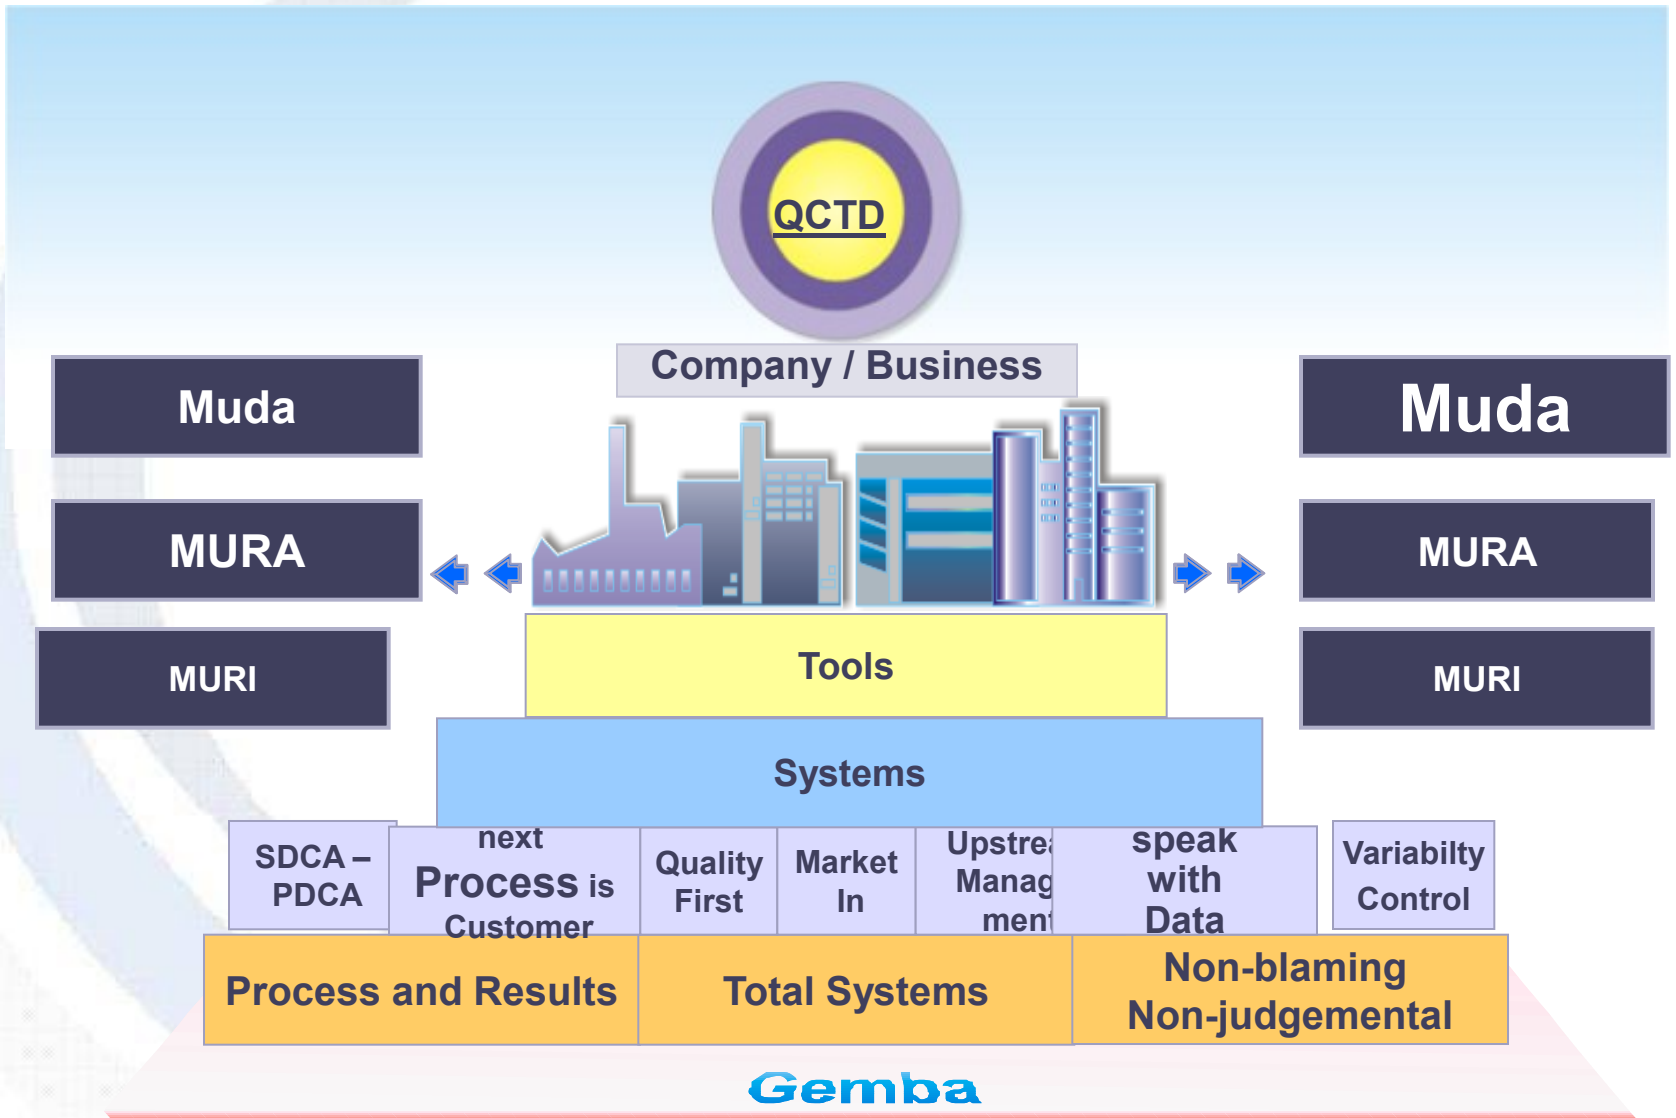 QCTD
Company / Business
Muda
Muda
MURA
MURA
MURI
MURI
Tools
Systems
SDCA –
PDCA
next
Process is
Customer
Quality
First
Market
In
Manag
speak
with
Data
Variabilty
Control
Process and Results
Total Systems
Non-blaming
Non-judgemental
Gemba